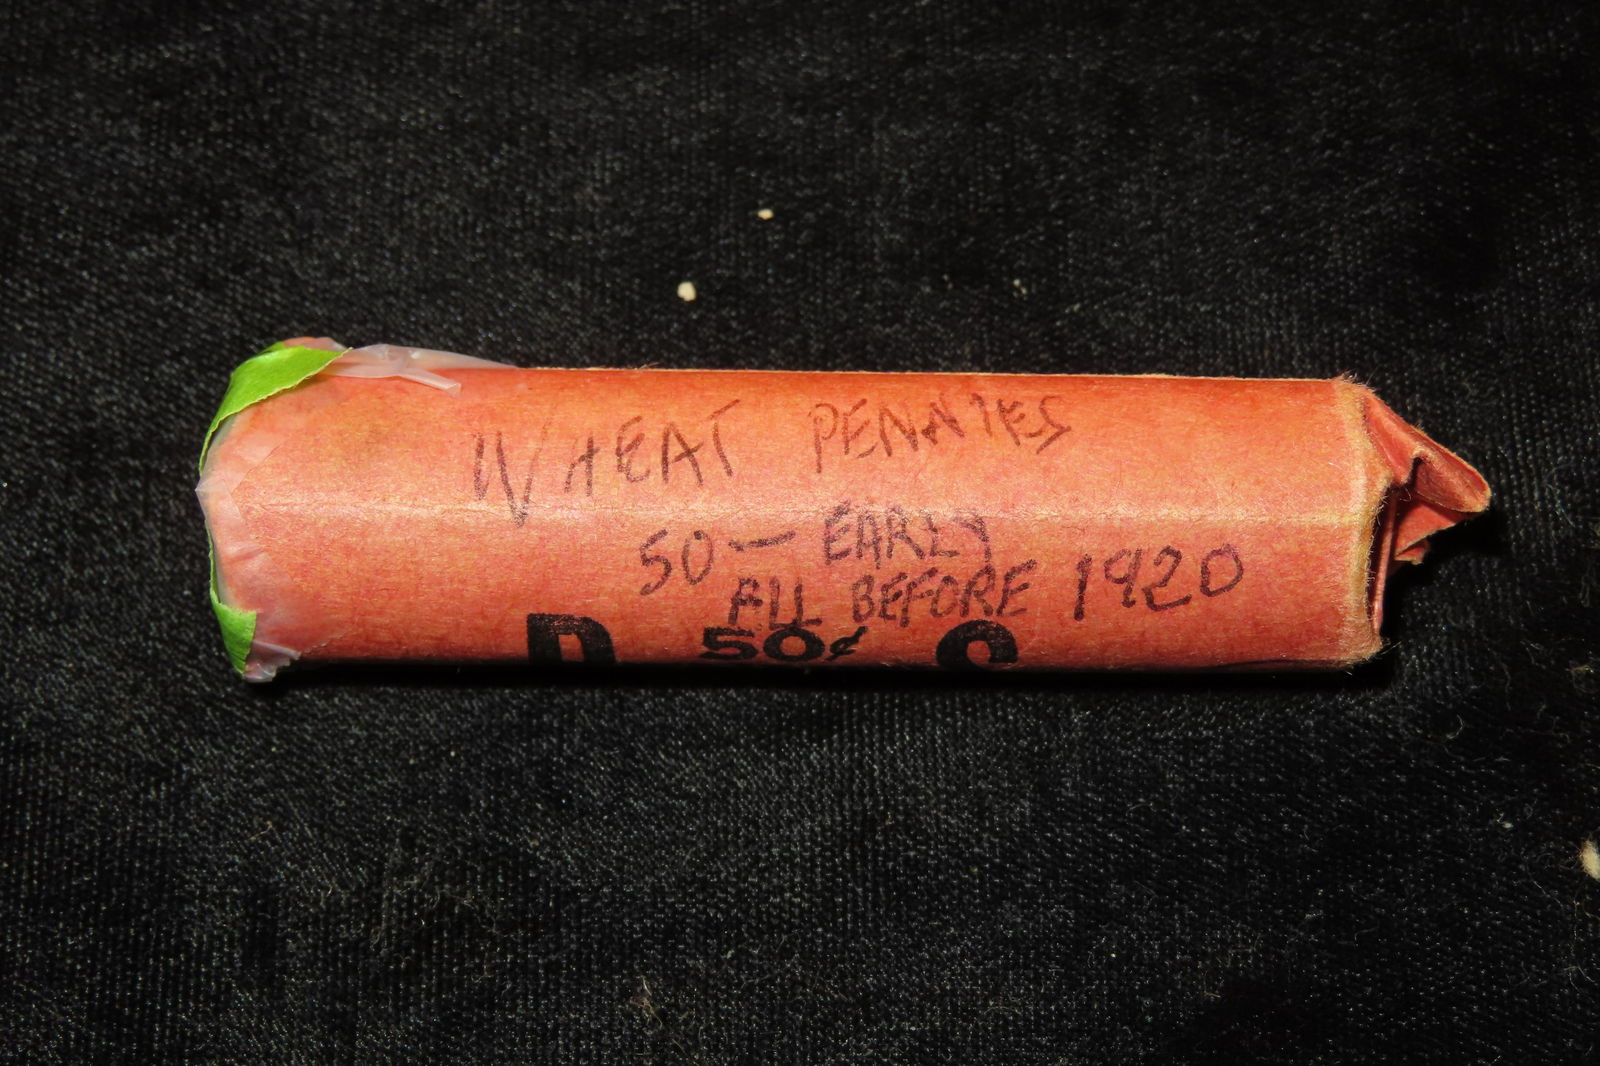 WHEAT PENNIES
50 — EARLY
ALL BEFORE 1920
50¢